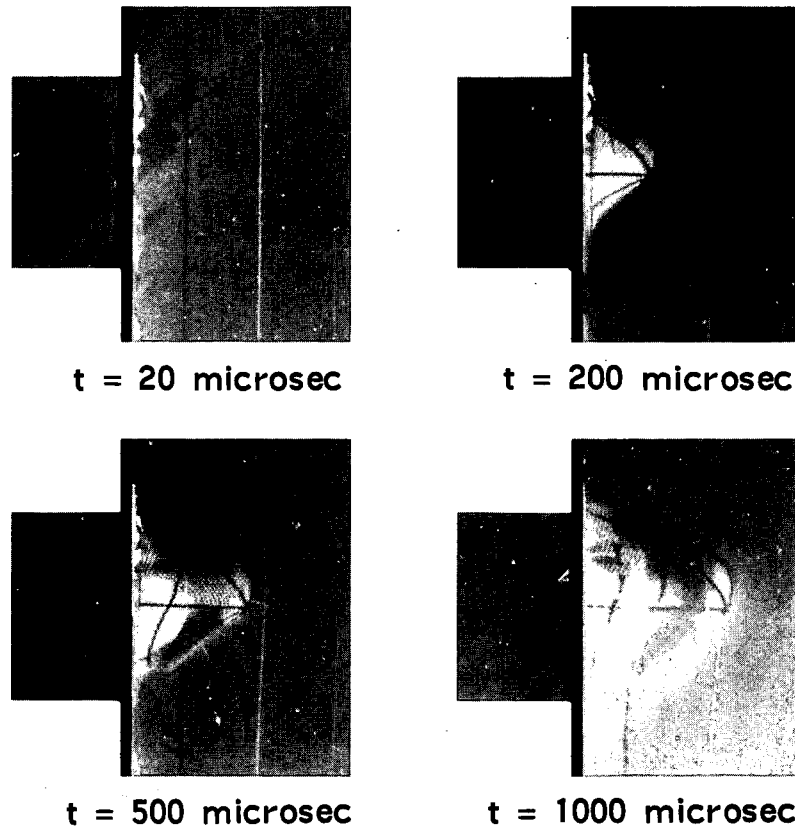 t = 20 microsec
t = 200 microsec
t = 500 microsec
t = 1000 microsec